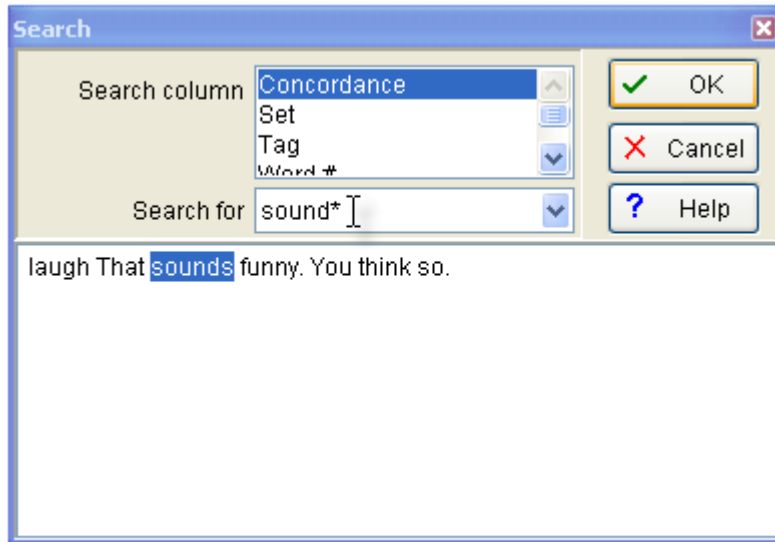 Search
Search column
Concordance
Set
Tag
Word #
OK
Cancel
? Help
Search for
sound*
laugh That sounds funny. You think so.